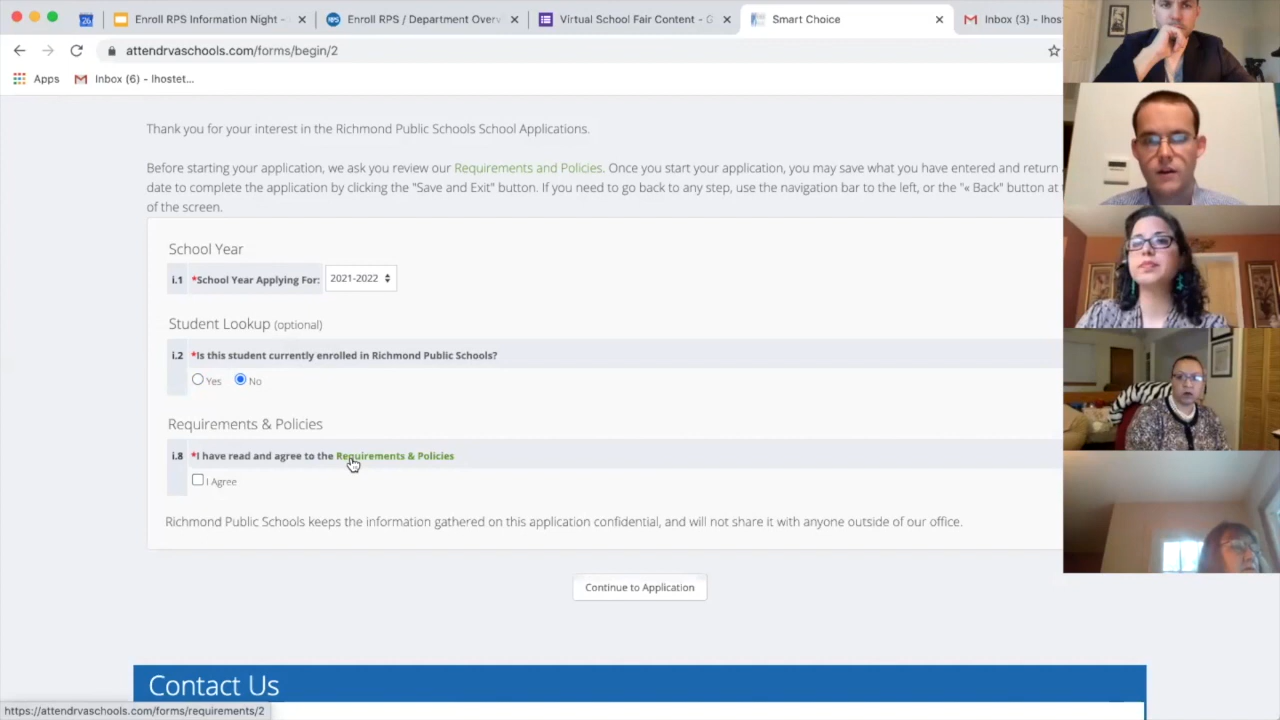 26
Enroll RPS Information Night -
Enroll RPS / Department Overv
Virtual School Fair Content - G
Smart Choice
Inbox (3) - lhos
attendrvaschools.com/forms/begin/2
Apps
Inbox (6) - lhostet...
Thank you for your interest in the Richmond Public Schools School Applications.
Before starting your application, we ask you review our Requirements and Policies. Once you start your application, you may save what you have entered and return
date to complete the application by clicking the "Save and Exit" button. If you need to go back to any step, use the navigation bar to the left, or the "« Back" button at
of the screen.
School Year
i.1 *School Year Applying For: 2021-2022
Student Lookup (optional)
i.2 *Is this student currently enrolled in Richmond Public Schools?
Yes No
Requirements & Policies
i.8 *I have read and agree to the Requirements & Policies
I Agree
Richmond Public Schools keeps the information gathered on this application confidential, and will not share it with anyone outside of our office.
Continue to Application
Contact Us
https://attendrvaschools.com/forms/requirements/2